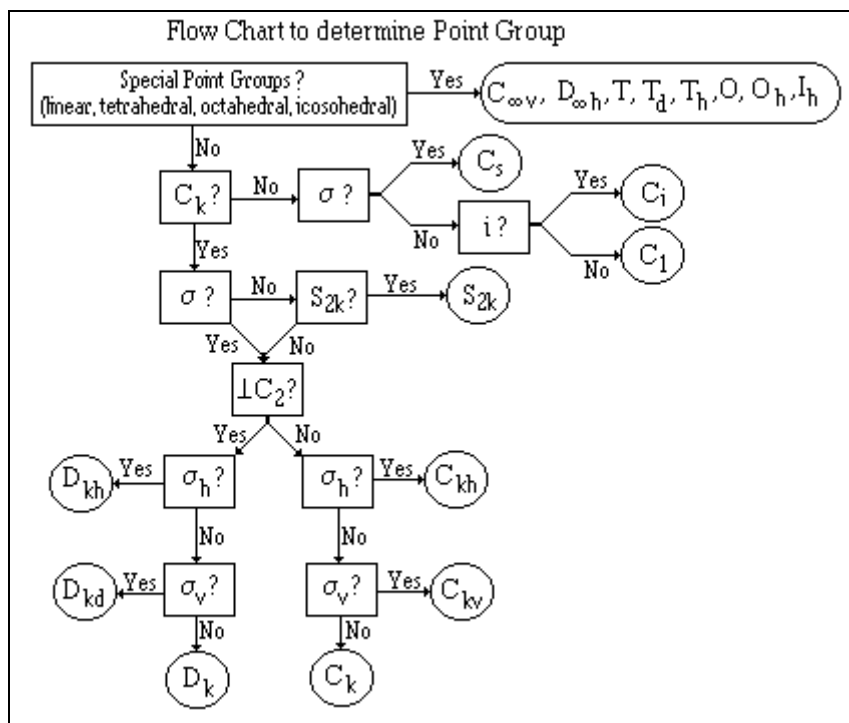 Flow Chart to determine Point Group
Special Point Groups ?
(linear, tetrahedral, octahedral, icosohedral)
Yes
C∞v, D∞h, T, Td, Th, O, Oh, Ih
No
Ck?
No
σ?
Yes
Cs
No
i?
Yes
Ci
No
C1
Yes
σ?
No
S2k?
Yes
S2k
Yes
No
⊥C2?
Yes
No
σh?
Yes
Dkh
σh?
Yes
Ckh
No
No
σv?
Yes
Dkd
σv?
Yes
Ckv
No
No
Dk
Ck